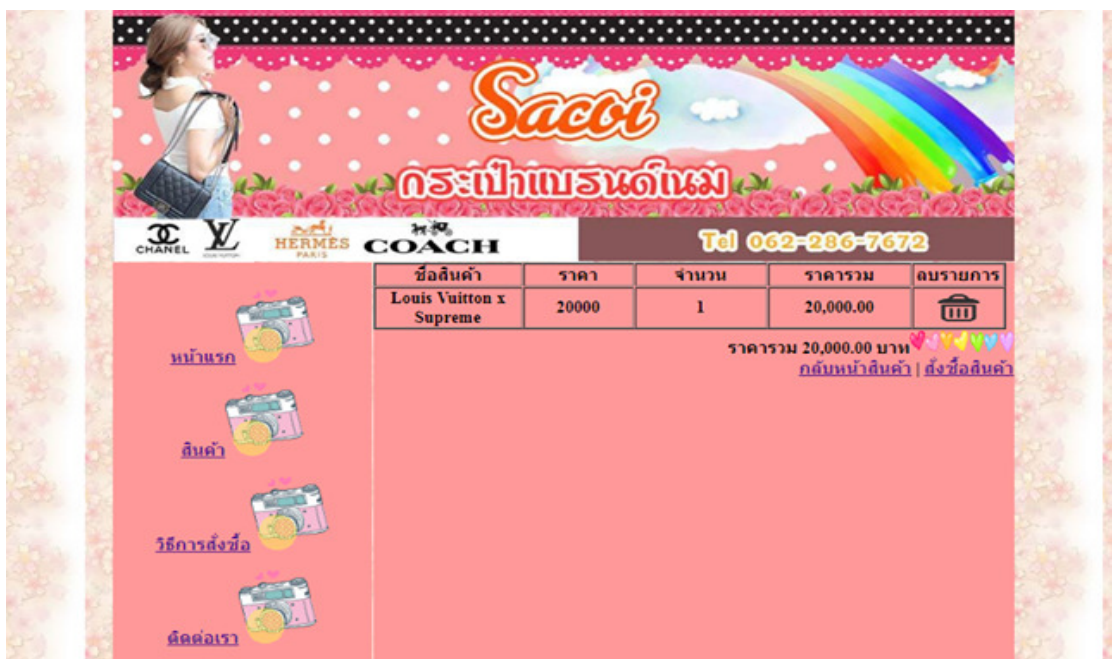 Sacoi
กระเป๋าแบรนด์เนม
CHANEL LV LOUIS VUITTON HERMÈS PARIS COACH Tel 062-286-7672
ชื่อสินค้า ราคา จำนวน ราคารวม ลบรายการ
Louis Vuitton x Supreme 20000 1 20,000.00
ราคารวม 20,000.00 บาท
กลับหน้าสินค้า | สั่งซื้อสินค้า
หน้าแรก
สินค้า
วิธีการสั่งซื้อ
ติดต่อเรา